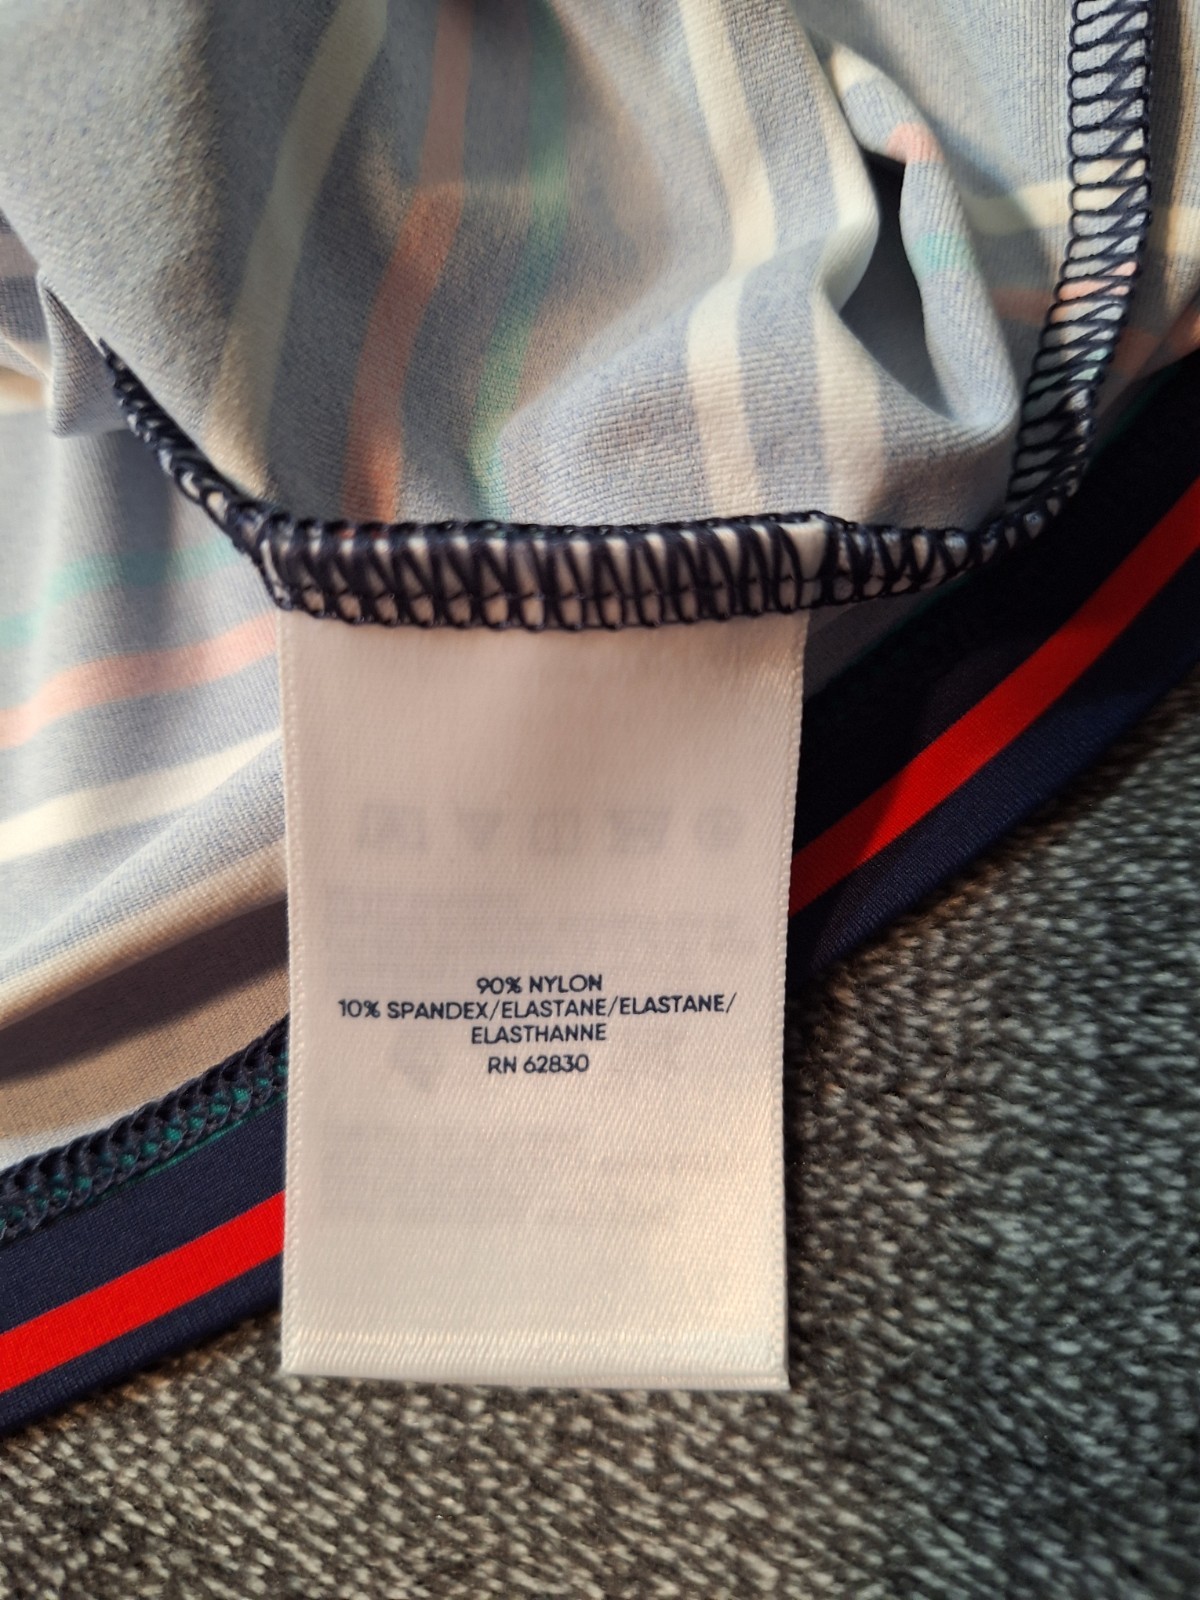 90% NYLON
10% SPANDEX/ELASTANE/ELASTANE/
ELASTHANNE
RN 62830